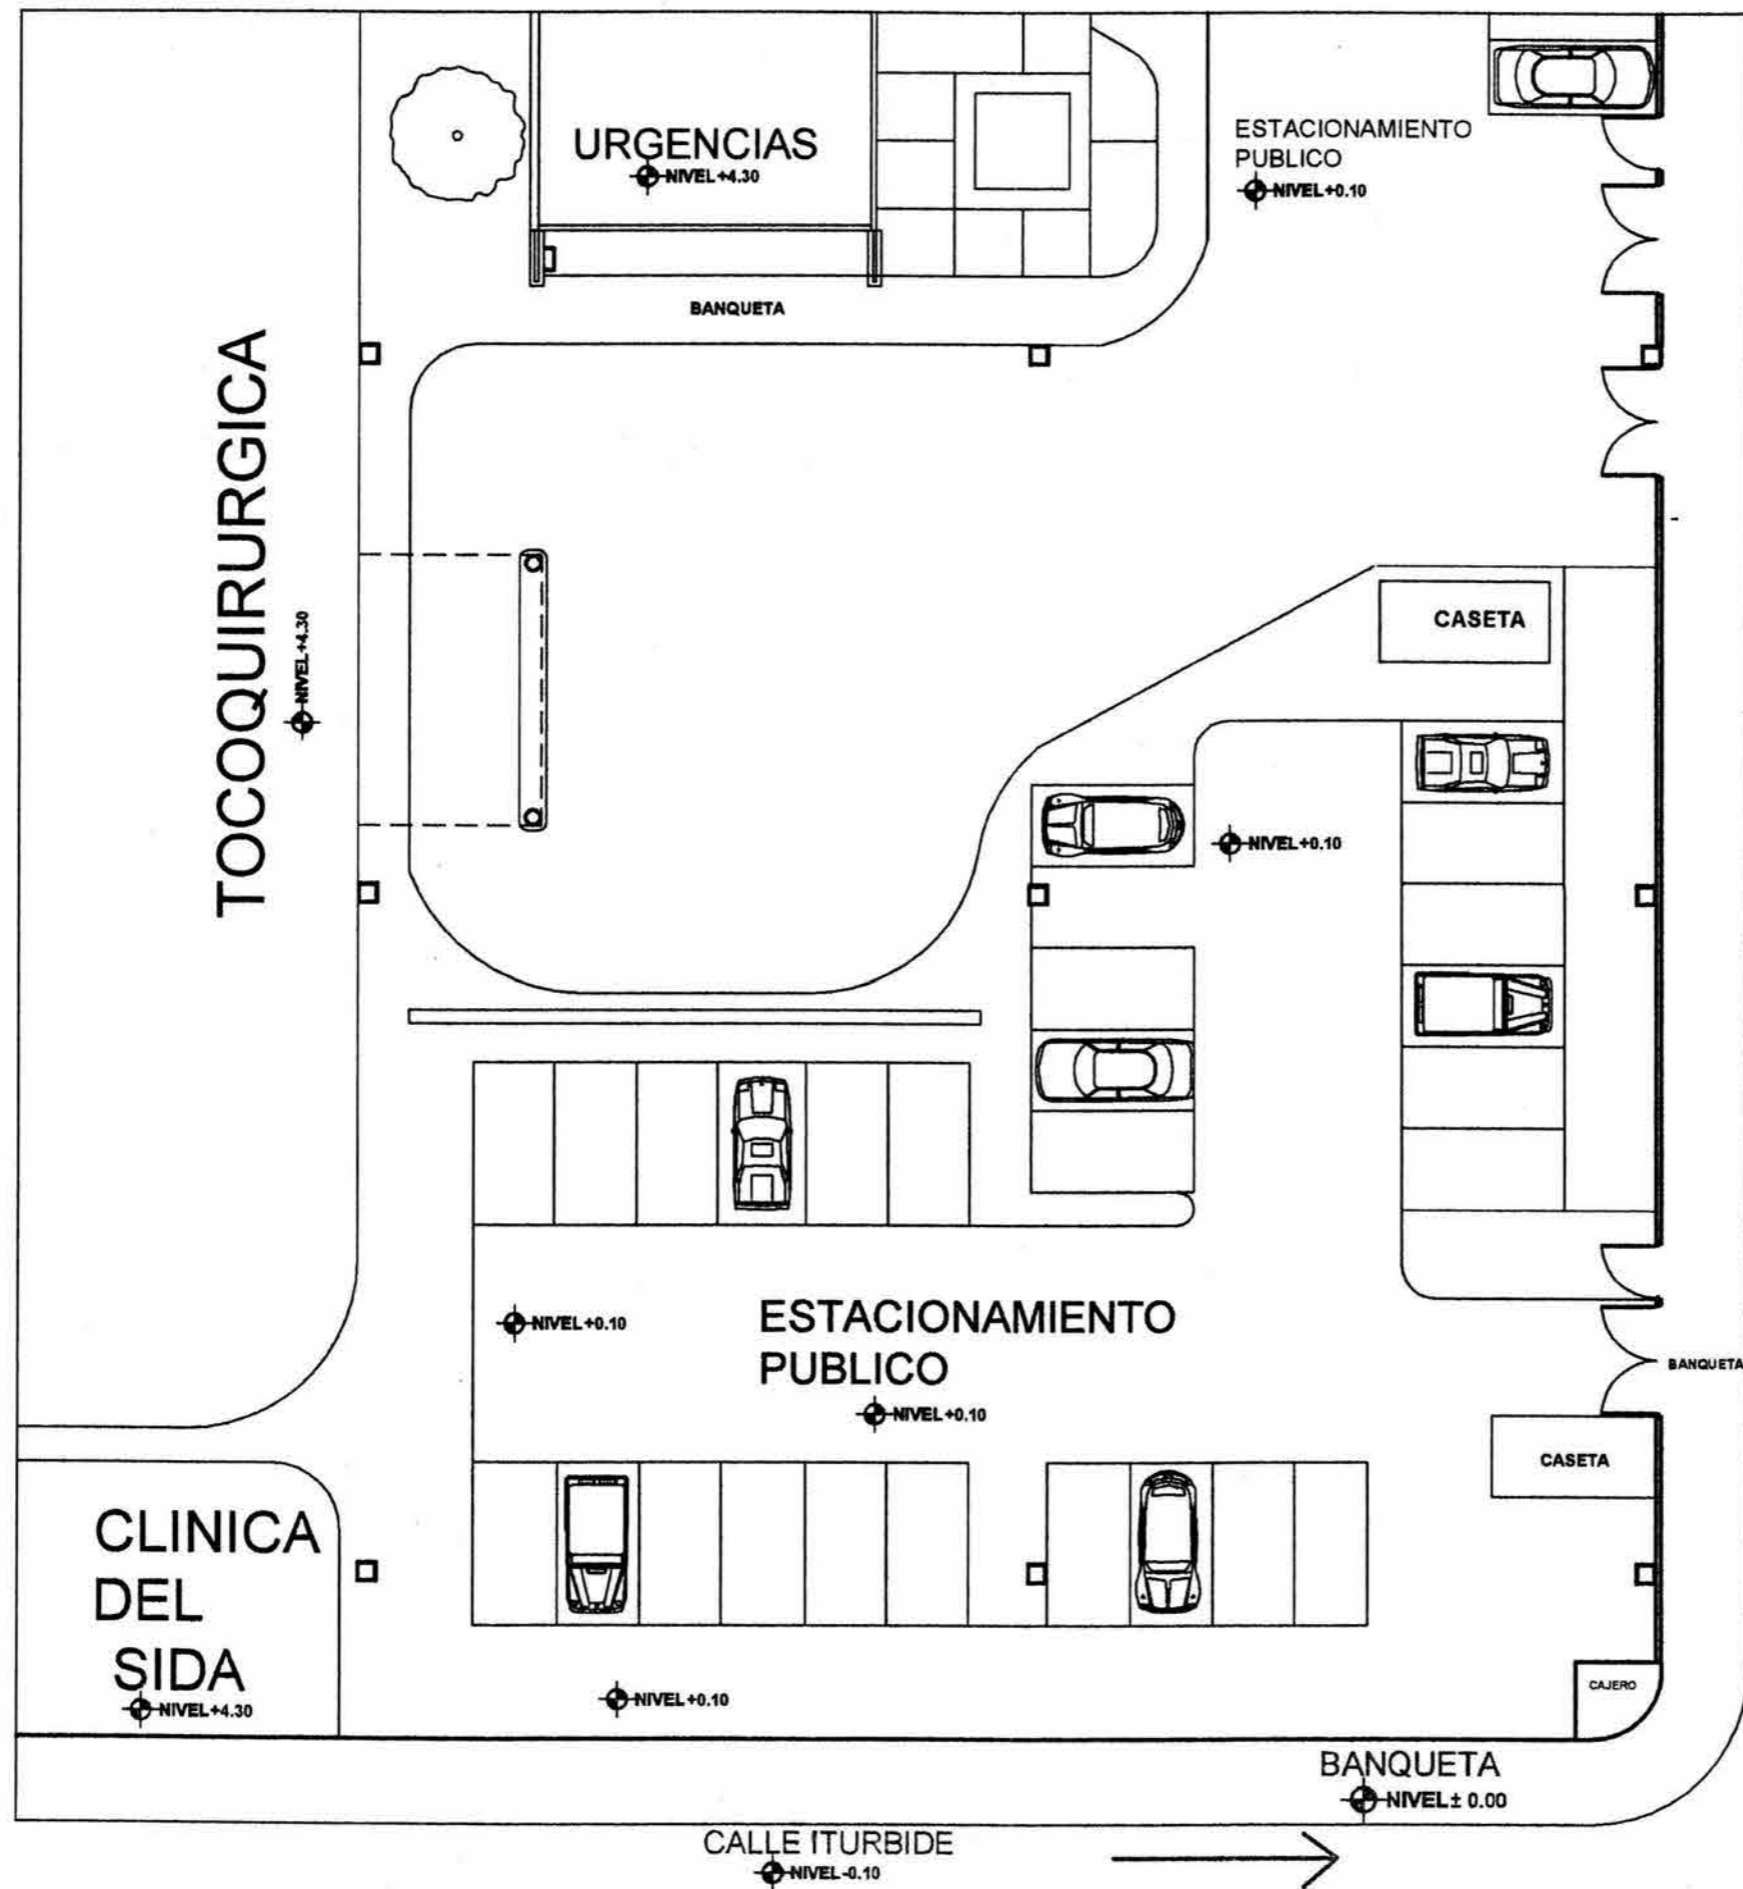 URGENCIAS
NIVEL+4.30
ESTACIONAMIENTO
PUBLICO
NIVEL+0.10
BANQUETA
TOCOQUIRURGICA
NIVEL+4.30
CASETA
NIVEL+0.10
NIVEL+0.10
ESTACIONAMIENTO
PUBLICO
NIVEL+0.10
BANQUETA
CASETA
CLINICA
DEL
SIDA
NIVEL+4.30
NIVEL+0.10
CAJERO
BANQUETA
NIVEL± 0.00
CALLE ITURBIDE
NIVEL-0.10